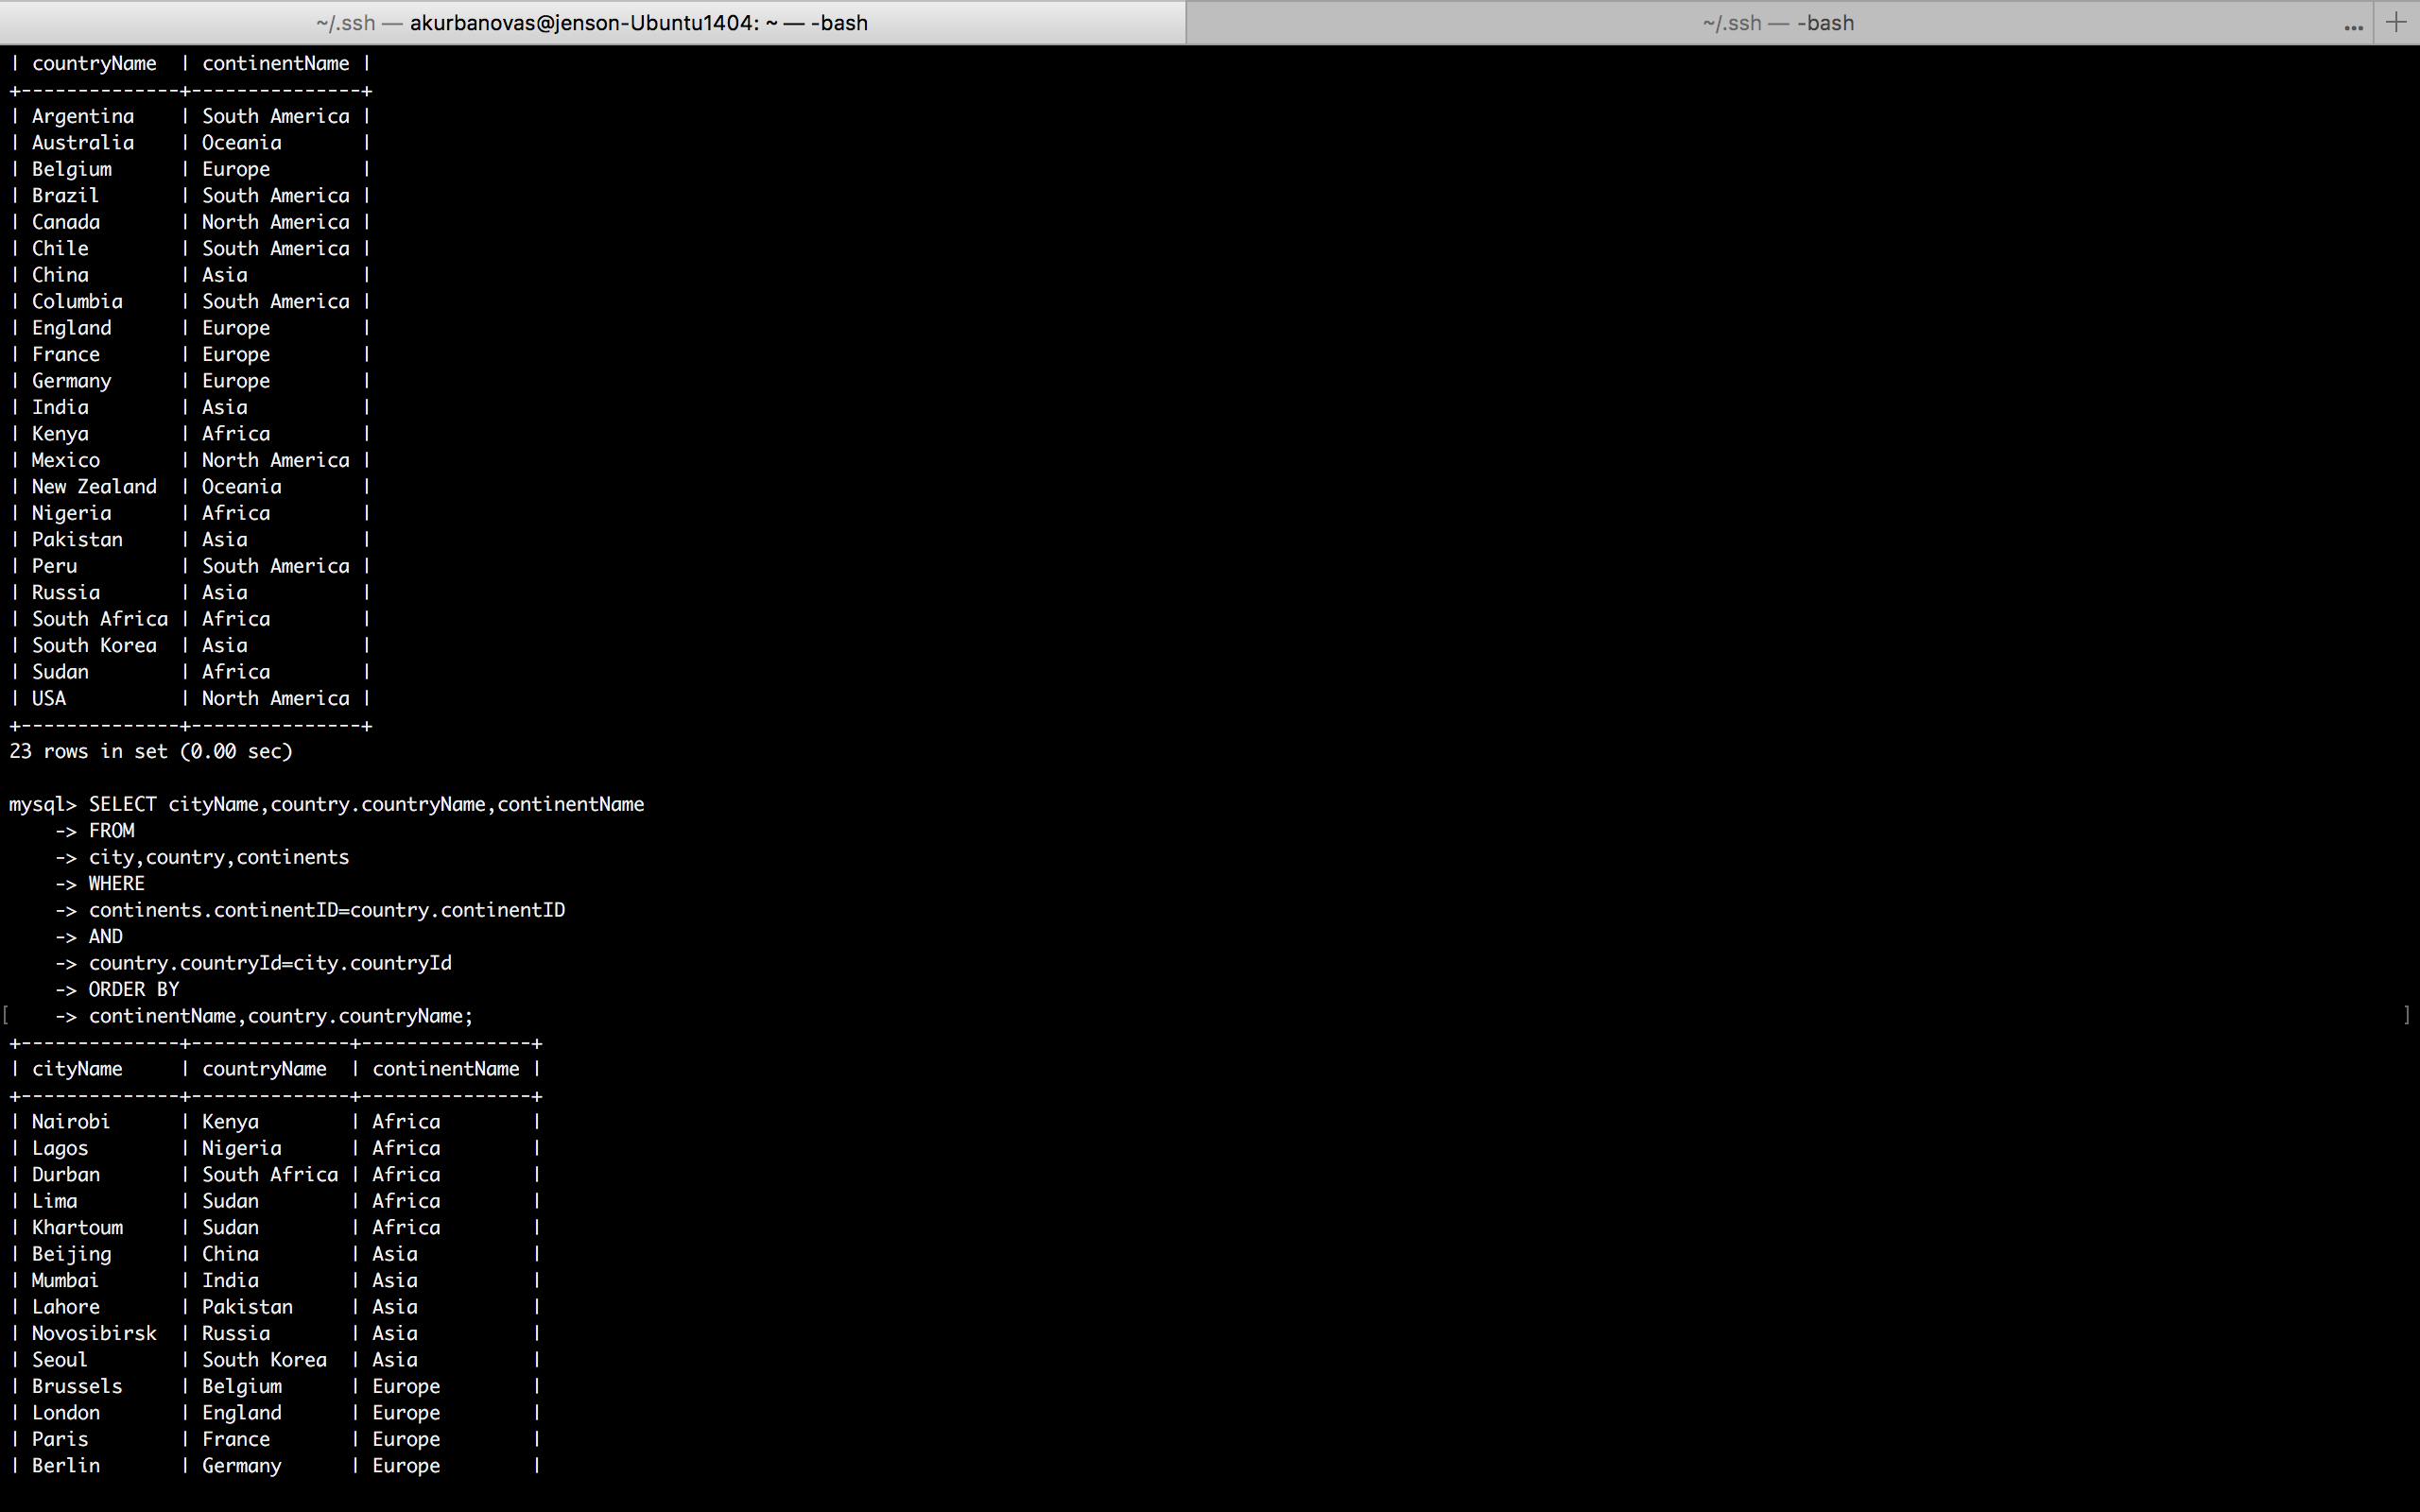 ~/.ssh — akurbanovas@jenson-Ubuntu1404: ~ — -bash ~/.ssh — -bash ... +
| countryName  | continentName |
+--------------+---------------+
| Argentina    | South America |
| Australia    | Oceania       |
| Belgium      | Europe        |
| Brazil       | South America |
| Canada       | North America |
| Chile        | South America |
| China        | Asia          |
| Columbia     | South America |
| England      | Europe        |
| France       | Europe        |
| Germany      | Europe        |
| India        | Asia          |
| Kenya        | Africa        |
| Mexico       | North America |
| New Zealand  | Oceania       |
| Nigeria      | Africa        |
| Pakistan     | Asia          |
| Peru         | South America |
| Russia       | Asia          |
| South Africa | Africa        |
| South Korea  | Asia          |
| Sudan        | Africa        |
| USA          | North America |
+--------------+---------------+
23 rows in set (0.00 sec)
mysql> SELECT cityName,country.countryName,continentName
    -> FROM
    -> city,country,continents
    -> WHERE
    -> continents.continentID=country.continentID
    -> AND
    -> country.countryId=city.countryId
    -> ORDER BY
[    -> continentName,country.countryName; ]
+--------------+--------------+---------------+
| cityName     | countryName  | continentName |
+--------------+--------------+---------------+
| Nairobi      | Kenya        | Africa        |
| Lagos        | Nigeria      | Africa        |
| Durban       | South Africa | Africa        |
| Lima         | Sudan        | Africa        |
| Khartoum     | Sudan        | Africa        |
| Beijing      | China        | Asia          |
| Mumbai       | India        | Asia          |
| Lahore       | Pakistan     | Asia          |
| Novosibirsk  | Russia       | Asia          |
| Seoul        | South Korea  | Asia          |
| Brussels     | Belgium      | Europe        |
| London       | England      | Europe        |
| Paris        | France       | Europe        |
| Berlin       | Germany      | Europe        |